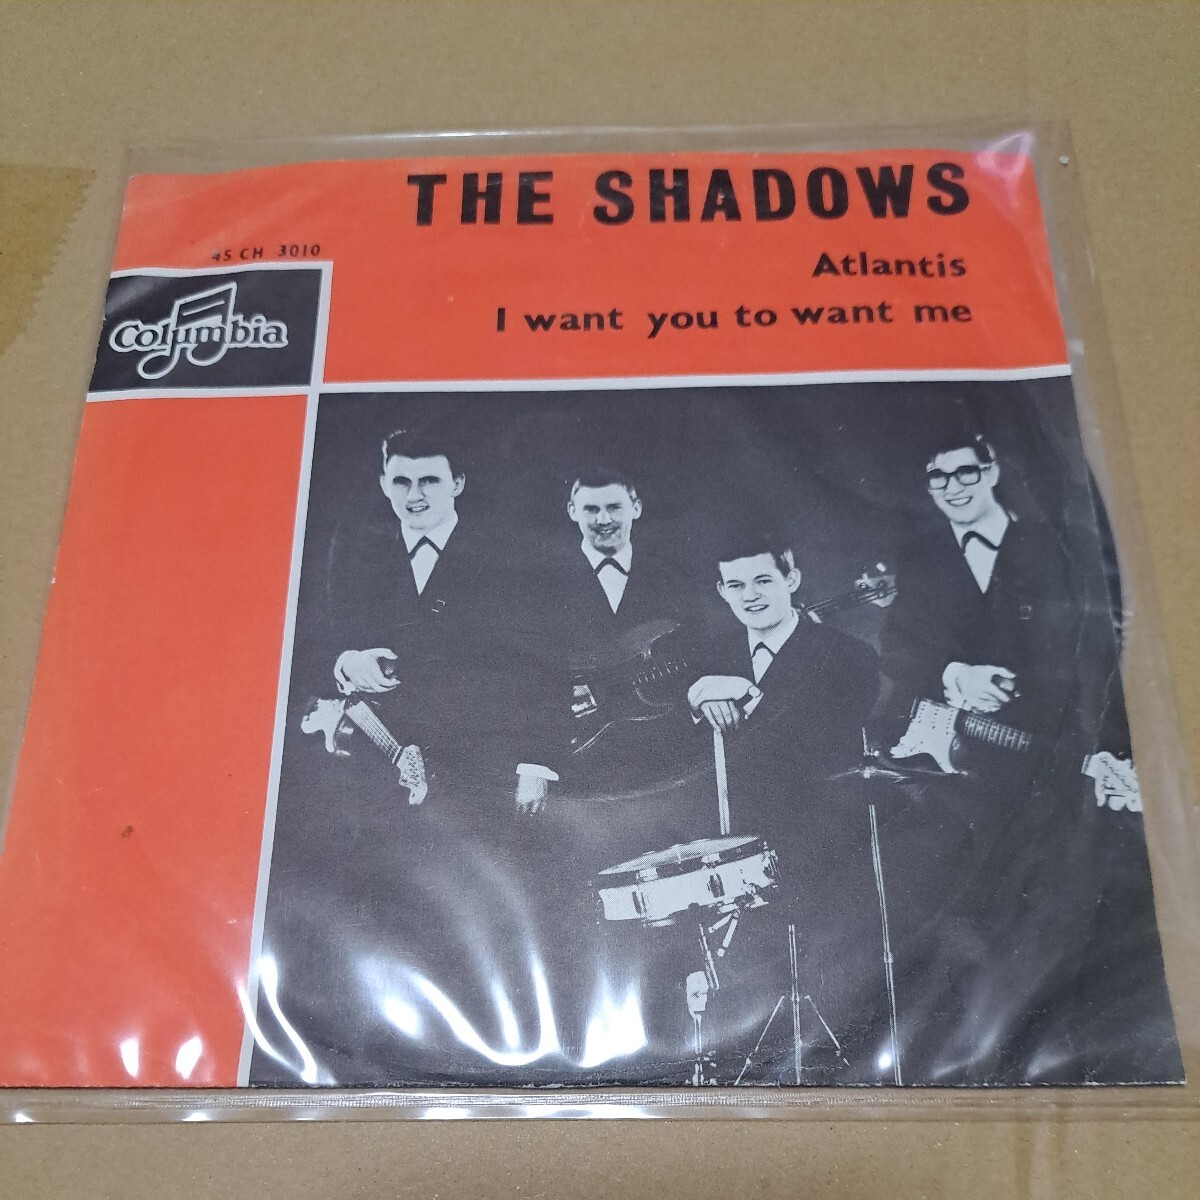 THE SHADOWS
45 CH 3010
Atlantis
I want you to want me
Columbia